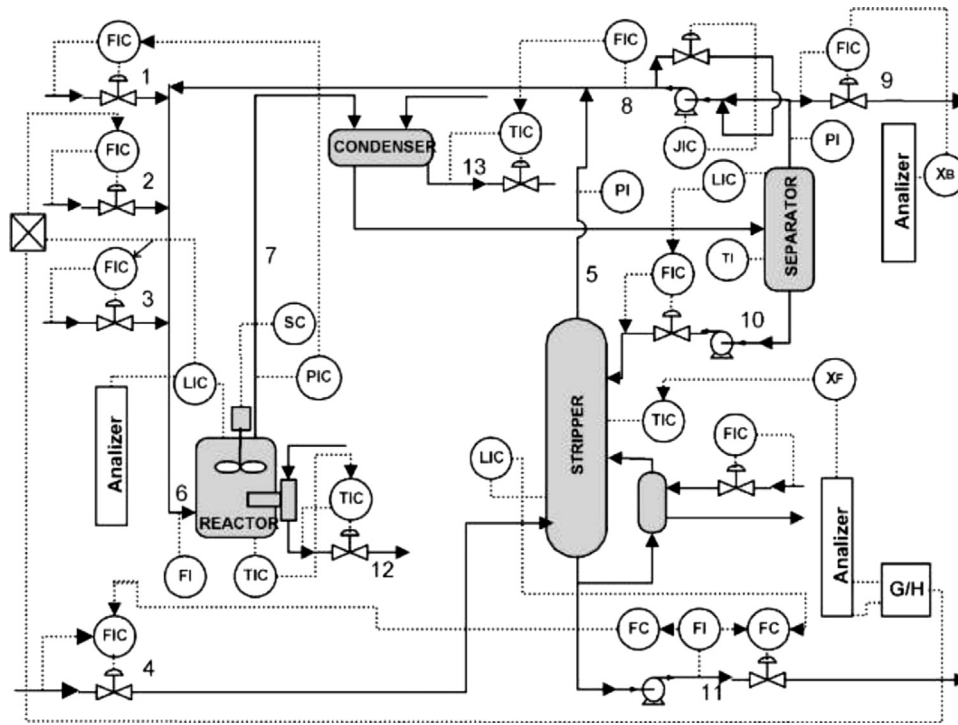 FIC
1
FIC
8
FIC
9
FIC
2
CONDENSER
TIC
13
JIC
PI
LIC
PI
Analizer
XB
SEPARATOR
TI
FIC
3
7
5
FIC
10
SC
LIC
PIC
Analizer
STRIPPER
TIC
XF
FIC
LIC
6
REACTOR
TIC
12
FI
TIC
Analizer
G/H
FIC
4
FC
FI
FC
11